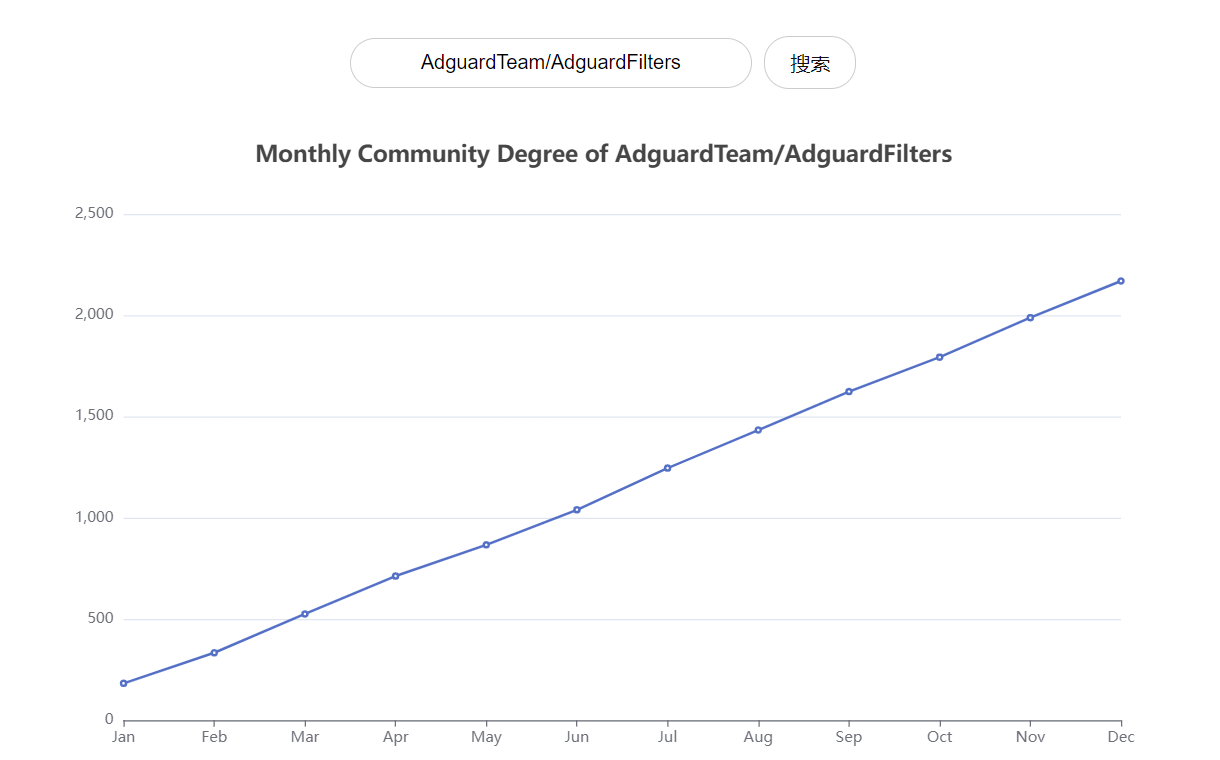 AdguardTeam/AdguardFilters 搜索
Monthly Community Degree of AdguardTeam/AdguardFilters
2,500
2,000
1,500
1,000
500
0
Jan Feb Mar Apr May Jun Jul Aug Sep Oct Nov Dec